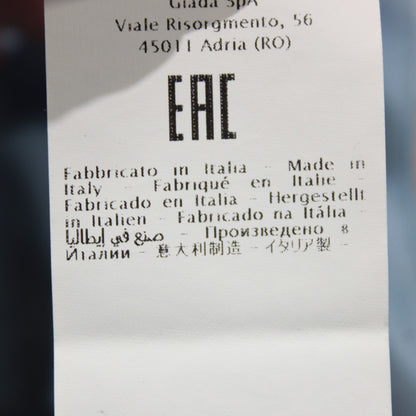 Giada SpA
Viale Risorgmento, 56
45011 Adria (RO)
EAC
Fabbricato in Italia - Made in
Italy - Fabriqué en Italie -
Fabricado en Italia - Hergestellt
in Italien - Fabricado na Itália -
صنع في إيطاليا - Произведено в
Италии - 意大利制造 - イタリア製 -